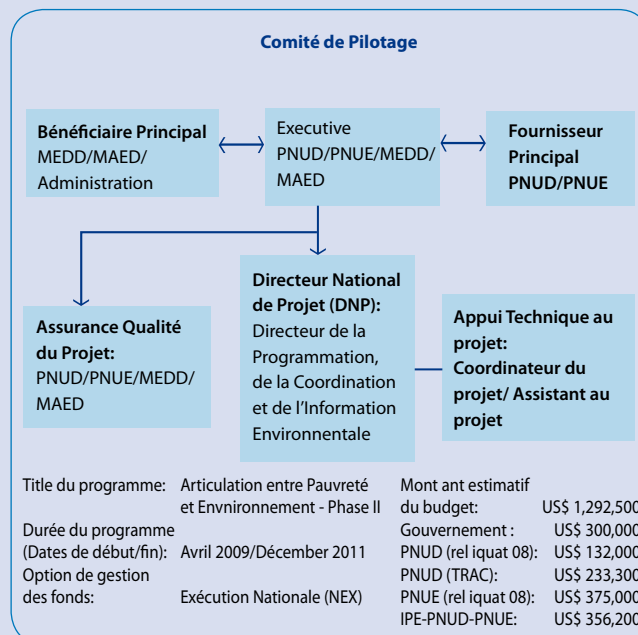 Comité de Pilotage
Bénéficiaire Principal
MEDD/MAED/
Administration
Executive
PNUD/PNUE/MEDD/
MAED
Fournisseur
Principal
PNUD/PNUE
Assurance Qualité
du Projet:
PNUD/PNUE/MEDD/
MAED
Directeur National
de Projet (DNP):
Directeur de la
Programmation,
de la Coordination
et de l'Information
Environnentale
Appui Technique au
projet:
Coordinateur du
projet/ Assistant au
projet
Title du programme: Articulation entre Pauvreté
et Envnironnement - Phase II
Durée du programme
(Dates de début/fin): Avril 2009/Décembre 2011
Option de gestion
des fonds: Exécution Nationale (NEX)
Mont ant estimatif
du budget: US$ 1,292,500
Gouvernement : US$ 300,000
PNUD (rel iquat 08): US$ 132,000
PNUD (TRAC): US$ 233,300
PNUE (rel iquat 08): US$ 375,000
IPE-PNUD-PNUE: US$ 356,200